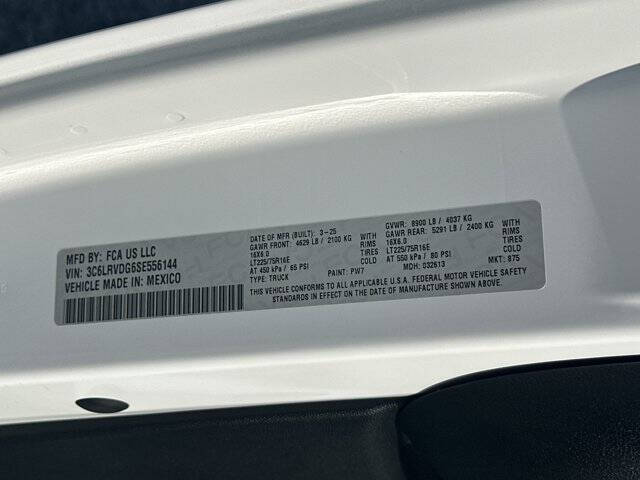 MFD BY: FCA US LLC
VIN: 3C6LRVDG6SE556144
VEHICLE MADE IN: MEXICO
DATE OF MFR (BUILT): 3-25
GAWR FRONT: 4629 LB / 2100 KG WITH
16X6.0 RIMS
LT225/75R16E TIRES
AT 450 kPa / 65 PSI COLD
TYPE: TRUCK PAINT: PW7
GVWR: 8900 LB / 4037 KG
GAWR REAR: 5291 LB / 2400 KG WITH
16X6.0 RIMS
LT225/75R16E TIRES
AT 550 kPa / 80 PSI COLD
MDH: 032613 MKT: 875
THIS VEHICLE CONFORMS TO ALL APPLICABLE U.S.A. FEDERAL MOTOR VEHICLE SAFETY
STANDARDS IN EFFECT ON THE DATE OF MANUFACTURE SHOWN ABOVE.